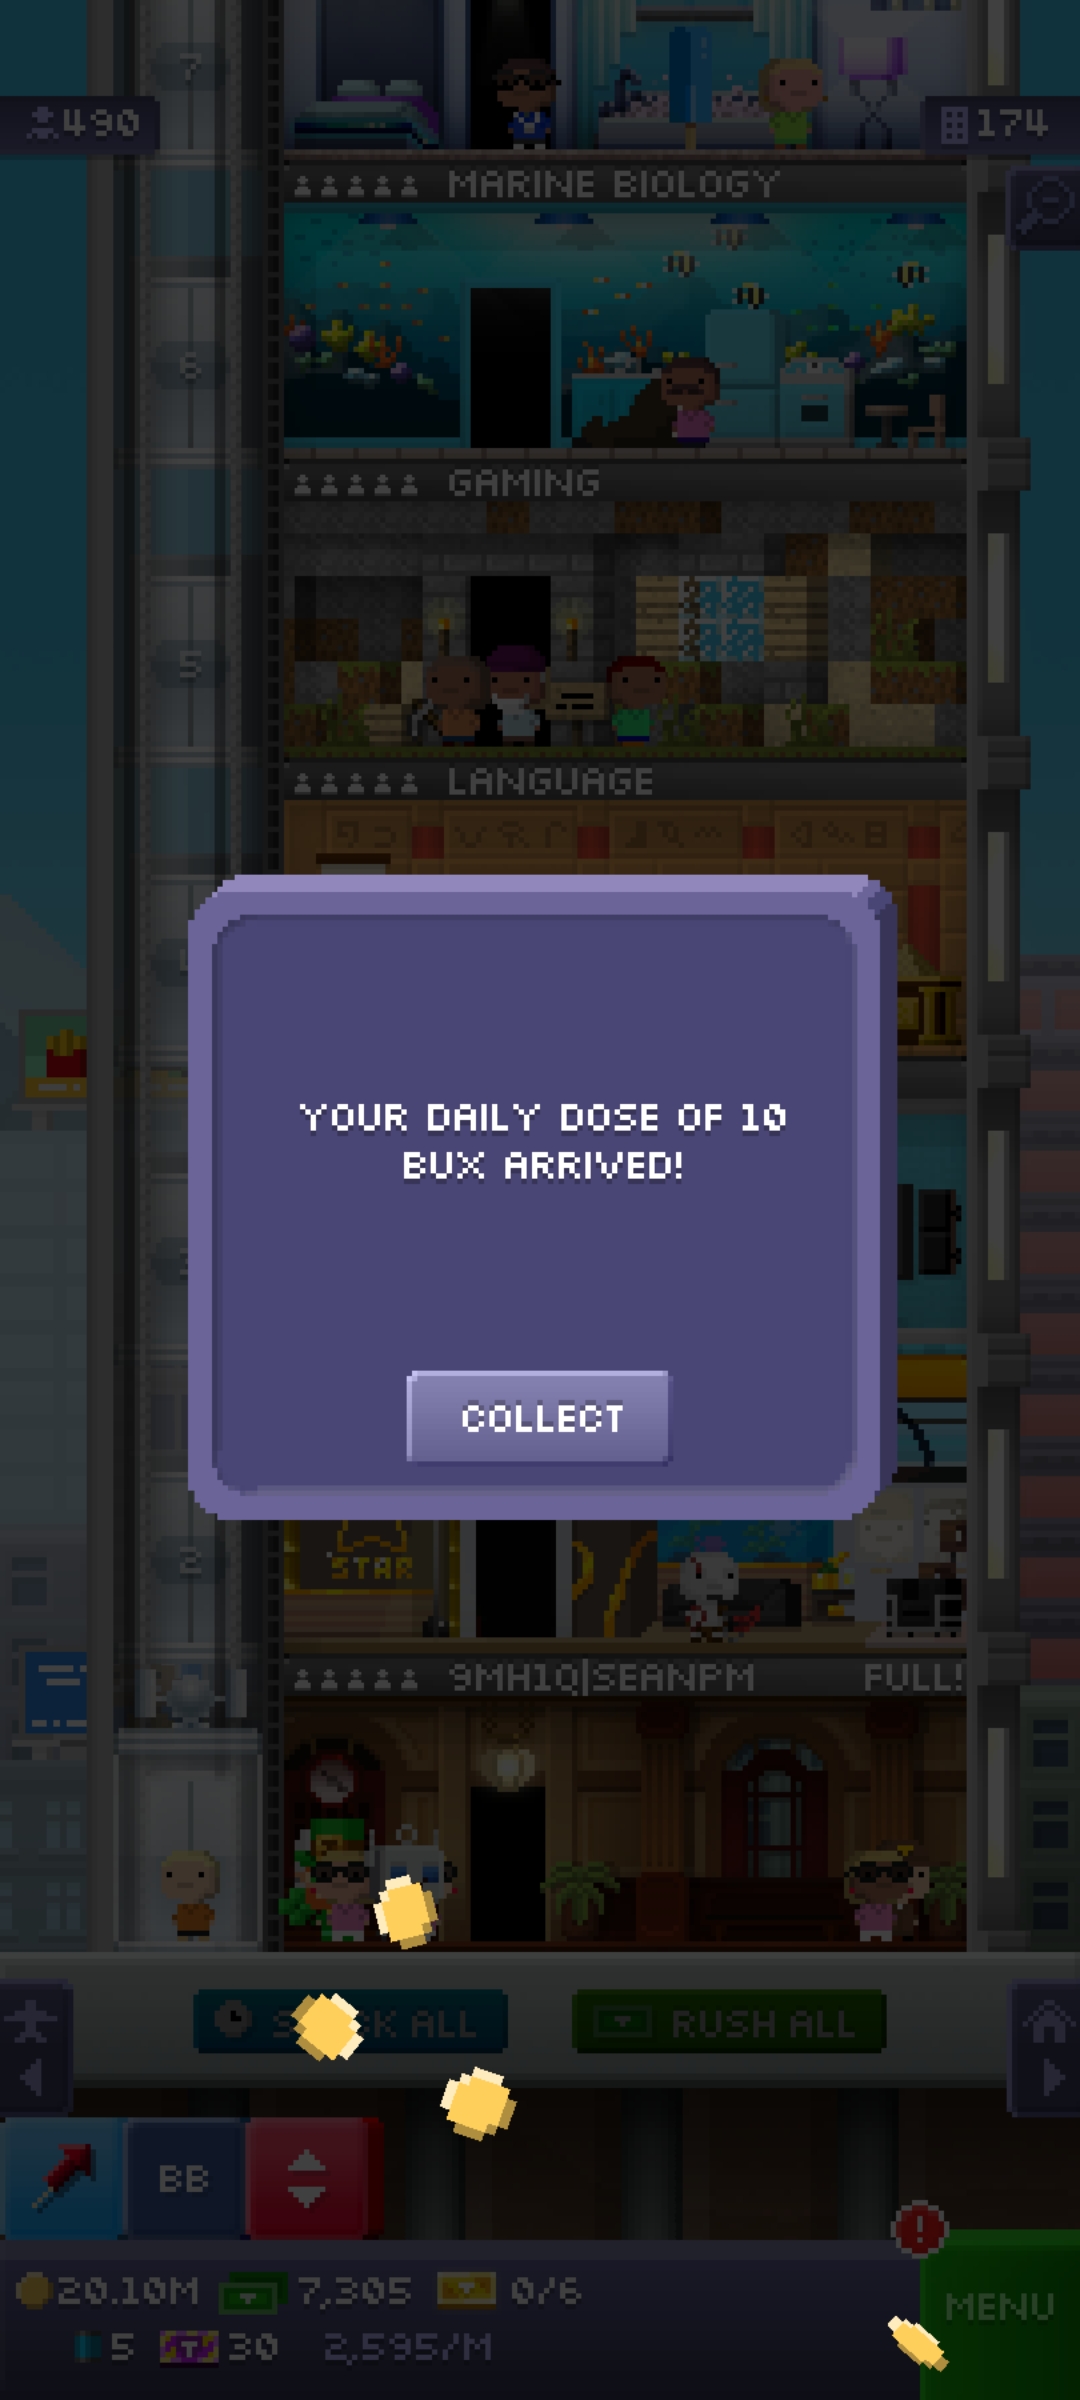 7
490
174
MARINE BIOLOGY
6
GAMING
5
LANGUAGE
YOUR DAILY DOSE OF 10
BUX ARRIVED!
COLLECT
2
STAR
9MH1Q|SEANPM FULL!
ALL
RUSH ALL
BB
20.10M 7,305 0/6
MENU
5 T 30 2,595/M